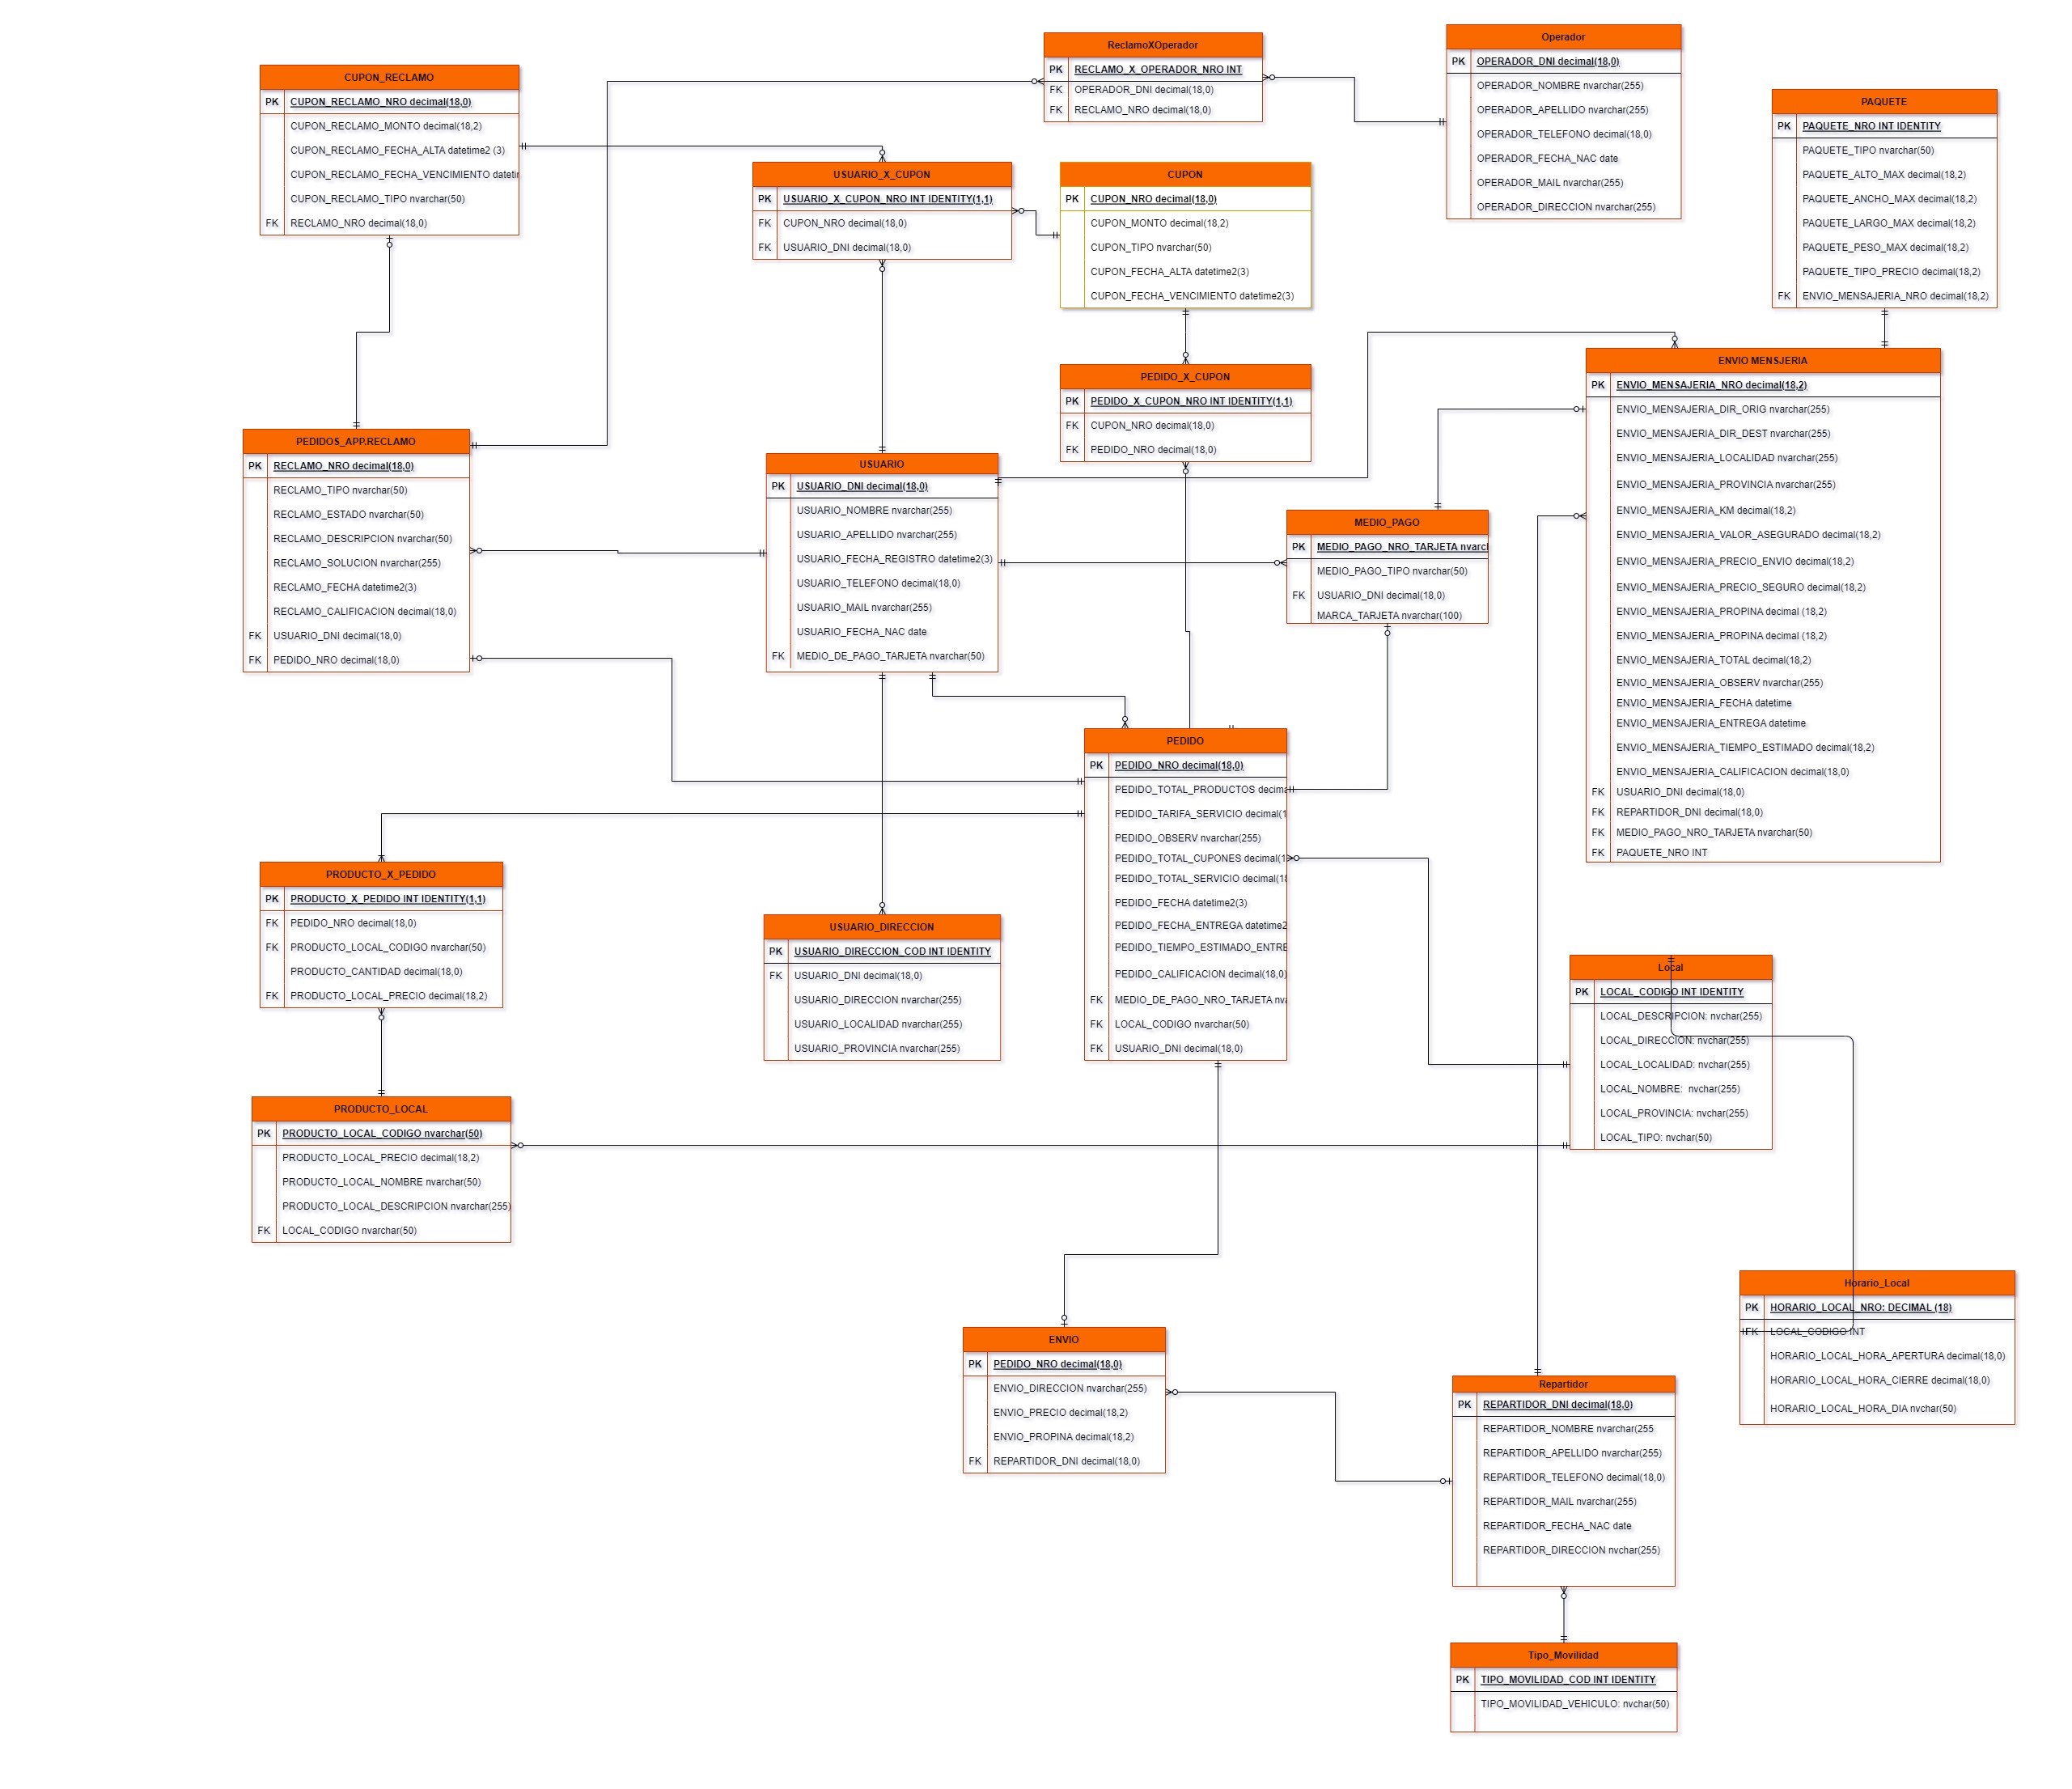 CUPON_RECLAMO
PK CUPON_RECLAMO_NRO decimal(18,0)
CUPON_RECLAMO_MONTO decimal(18,2)
CUPON_RECLAMO_FECHA_ALTA datetime2 (3)
CUPON_RECLAMO_FECHA_VENCIMIENTO datetim
CUPON_RECLAMO_TIPO nvarchar(50)
FK RECLAMO_NRO decimal(18,0)
ReclamoXOperador
PK RECLAMO_X_OPERADOR_NRO INT
FK OPERADOR_DNI decimal(18,0)
FK RECLAMO_NRO decimal(18,0)
Operador
PK OPERADOR_DNI decimal(18,0)
OPERADOR_NOMBRE nvarchar(255)
OPERADOR_APELLIDO nvarchar(255)
OPERADOR_TELEFONO decimal(18,0)
OPERADOR_FECHA_NAC date
OPERADOR_MAIL nvarchar(255)
OPERADOR_DIRECCION nvarchar(255)
PAQUETE
PK PAQUETE_NRO INT IDENTITY
PAQUETE_TIPO nvarchar(50)
PAQUETE_ALTO_MAX decimal(18,2)
PAQUETE_ANCHO_MAX decimal(18,2)
PAQUETE_LARGO_MAX decimal(18,2)
PAQUETE_PESO_MAX decimal(18,2)
PAQUETE_TIPO_PRECIO decimal(18,2)
FK ENVIO_MENSAJERIA_NRO decimal(18,2)
USUARIO_X_CUPON
PK USUARIO_X_CUPON_NRO INT IDENTITY(1,1)
FK CUPON_NRO decimal(18,0)
FK USUARIO_DNI decimal(18,0)
CUPON
PK CUPON_NRO decimal(18,0)
CUPON_MONTO decimal(18,2)
CUPON_TIPO nvarchar(50)
CUPON_FECHA_ALTA datetime2(3)
CUPON_FECHA_VENCIMIENTO datetime2(3)
PEDIDO_X_CUPON
PK PEDIDO_X_CUPON_NRO INT IDENTITY(1,1)
FK CUPON_NRO decimal(18,0)
FK PEDIDO_NRO decimal(18,0)
ENVIO MENSJERIA
PK ENVIO_MENSAJERIA_NRO decimal(18,2)
ENVIO_MENSAJERIA_DIR_ORIG nvarchar(255)
ENVIO_MENSAJERIA_DIR_DEST nvarchar(255)
ENVIO_MENSAJERIA_LOCALIDAD nvarchar(255)
ENVIO_MENSAJERIA_PROVINCIA nvarchar(255)
ENVIO_MENSAJERIA_KM decimal(18,2)
ENVIO_MENSAJERIA_VALOR_ASEGURADO decimal(18,2)
ENVIO_MENSAJERIA_PRECIO_ENVIO decimal(18,2)
ENVIO_MENSAJERIA_PRECIO_SEGURO decimal(18,2)
ENVIO_MENSAJERIA_PROPINA decimal (18,2)
ENVIO_MENSAJERIA_PROPINA decimal (18,2)
ENVIO_MENSAJERIA_TOTAL decimal(18,2)
ENVIO_MENSAJERIA_OBSERV nvarchar(255)
ENVIO_MENSAJERIA_FECHA datetime
ENVIO_MENSAJERIA_ENTREGA datetime
ENVIO_MENSAJERIA_TIEMPO_ESTIMADO decimal(18,2)
ENVIO_MENSAJERIA_CALIFICACION decimal(18,0)
FK USUARIO_DNI decimal(18,0)
FK REPARTIDOR_DNI decimal(18,0)
FK MEDIO_PAGO_NRO_TARJETA nvarchar(50)
FK PAQUETE_NRO INT
PEDIDOS_APP.RECLAMO
PK RECLAMO_NRO decimal(18,0)
RECLAMO_TIPO nvarchar(50)
RECLAMO_ESTADO nvarchar(50)
RECLAMO_DESCRIPCION nvarchar(50)
RECLAMO_SOLUCION nvarchar(255)
RECLAMO_FECHA datetime2(3)
RECLAMO_CALIFICACION decimal(18,0)
FK USUARIO_DNI decimal(18,0)
FK PEDIDO_NRO decimal(18,0)
USUARIO
PK USUARIO_DNI decimal(18,0)
USUARIO_NOMBRE nvarchar(255)
USUARIO_APELLIDO nvarchar(255)
USUARIO_FECHA_REGISTRO datetime2(3)
USUARIO_TELEFONO decimal(18,0)
USUARIO_MAIL nvarchar(255)
USUARIO_FECHA_NAC date
FK MEDIO_DE_PAGO_TARJETA nvarchar(50)
MEDIO_PAGO
PK MEDIO_PAGO_NRO_TARJETA nvarcl
MEDIO_PAGO_TIPO nvarchar(50)
FK USUARIO_DNI decimal(18,0)
MARCA_TARJETA nvarchar(100)
PEDIDO
PK PEDIDO_NRO decimal(18,0)
PEDIDO_TOTAL_PRODUCTOS decima
PEDIDO_TARIFA_SERVICIO decimal(1
PEDIDO_OBSERV nvarchar(255)
PEDIDO_TOTAL_CUPONES decimal(1
PEDIDO_TOTAL_SERVICIO decimal(18
PEDIDO_FECHA datetime2(3)
PEDIDO_FECHA_ENTREGA datetime2
PEDIDO_TIEMPO_ESTIMADO_ENTRE
PEDIDO_CALIFICACION decimal(18,0)
FK MEDIO_DE_PAGO_NRO_TARJETA nva
FK LOCAL_CODIGO nvarchar(50)
FK USUARIO_DNI decimal(18,0)
PRODUCTO_X_PEDIDO
PK PRODUCTO_X_PEDIDO INT IDENTITY(1,1)
FK PEDIDO_NRO decimal(18,0)
FK PRODUCTO_LOCAL_CODIGO nvarchar(50)
PRODUCTO_CANTIDAD decimal(18,0)
FK PRODUCTO_LOCAL_PRECIO decimal(18,2)
USUARIO_DIRECCION
PK USUARIO_DIRECCION_COD INT IDENTITY
FK USUARIO_DNI decimal(18,0)
USUARIO_DIRECCION nvarchar(255)
USUARIO_LOCALIDAD nvarchar(255)
USUARIO_PROVINCIA nvarchar(255)
Local
PK LOCAL_CODIGO INT IDENTITY
LOCAL_DESCRIPCION: nvchar(255)
LOCAL_DIRECCION: nvchar(255)
LOCAL_LOCALIDAD: nvchar(255)
LOCAL_NOMBRE: nvchar(255)
LOCAL_PROVINCIA: nvchar(255)
LOCAL_TIPO: nvchar(50)
PRODUCTO_LOCAL
PK PRODUCTO_LOCAL_CODIGO nvarchar(50)
PRODUCTO_LOCAL_PRECIO decimal(18,2)
PRODUCTO_LOCAL_NOMBRE nvarchar(50)
PRODUCTO_LOCAL_DESCRIPCION nvarchar(255)
FK LOCAL_CODIGO nvarchar(50)
Horario_Local
PK HORARIO_LOCAL_NRO: DECIMAL (18)
FK LOCAL_CODIGO INT
HORARIO_LOCAL_HORA_APERTURA decimal(18,0)
HORARIO_LOCAL_HORA_CIERRE decimal(18,0)
HORARIO_LOCAL_HORA_DIA nvchar(50)
ENVIO
PK PEDIDO_NRO decimal(18,0)
ENVIO_DIRECCION nvarchar(255)
ENVIO_PRECIO decimal(18,2)
ENVIO_PROPINA decimal(18,2)
FK REPARTIDOR_DNI decimal(18,0)
Repartidor
PK REPARTIDOR_DNI decimal(18,0)
REPARTIDOR_NOMBRE nvarchar(255
REPARTIDOR_APELLIDO nvarchar(255)
REPARTIDOR_TELEFONO decimal(18,0)
REPARTIDOR_MAIL nvarchar(255)
REPARTIDOR_FECHA_NAC date
REPARTIDOR_DIRECCION nvchar(255)
Tipo_Movilidad
PK TIPO_MOVILIDAD_COD INT IDENTITY
TIPO_MOVILIDAD_VEHICULO: nvchar(50)